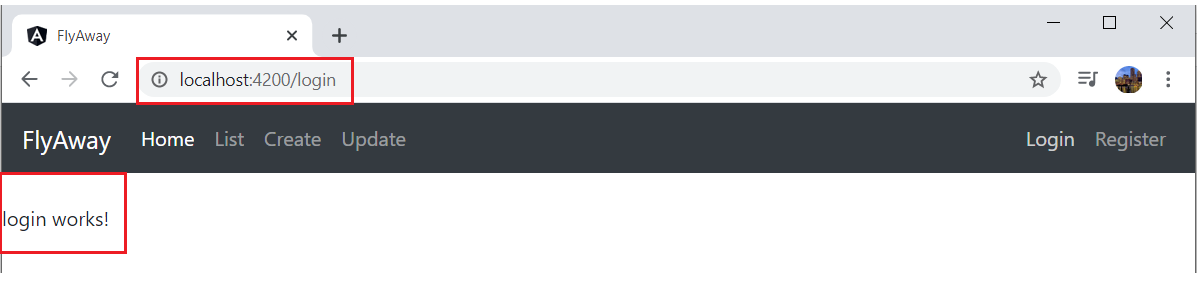 FlyAway
localhost:4200/login
FlyAway Home List Create Update Login Register
login works!